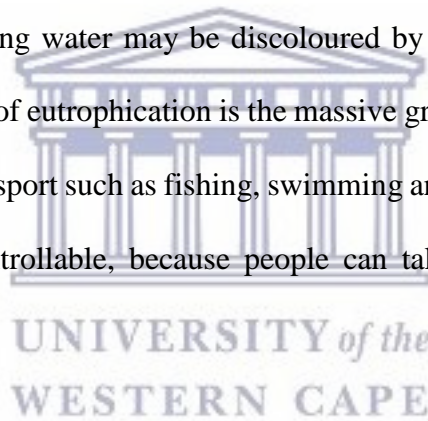 ng water may be discoloured by
of eutrophication is the massive gr
sport such as fishing, swimming ar
trollable, because people can tal
UNIVERSITY of the
WESTERN CAPE